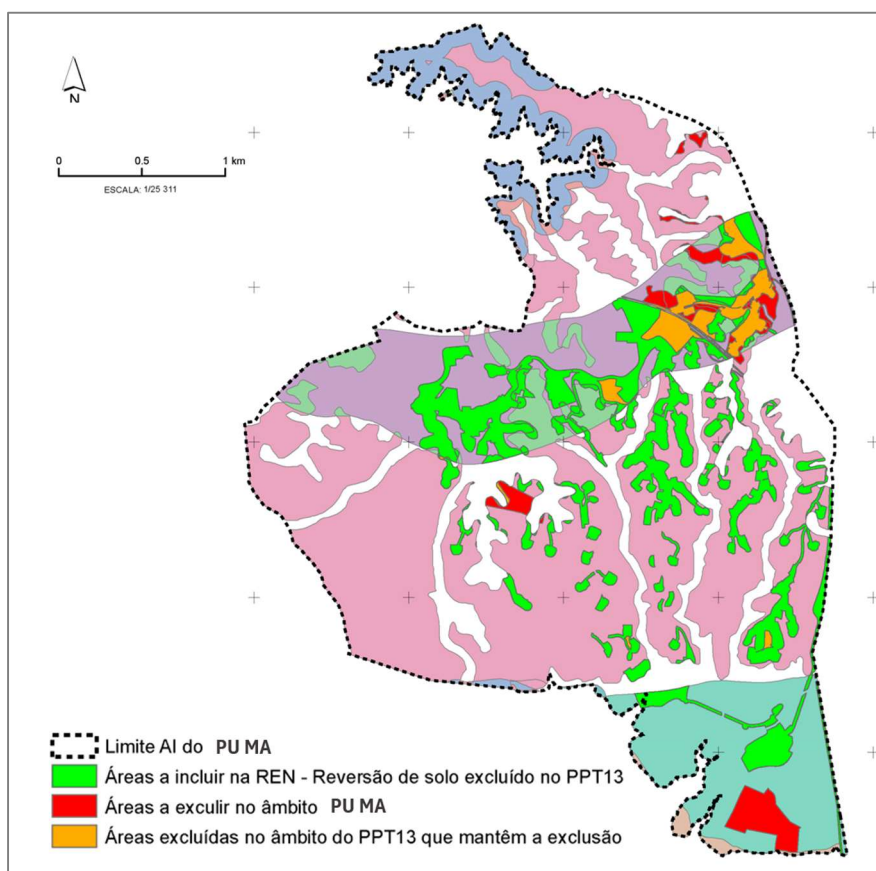 N
0 0.5 1 km
ESCALA: 1/25 311
Limite AI do PU MA
Áreas a incluir na REN - Reversão de solo excluído no PPT13
Áreas a exculir no âmbito PU MA
Áreas excluídas no âmbito do PPT13 que mantêm a exclusão